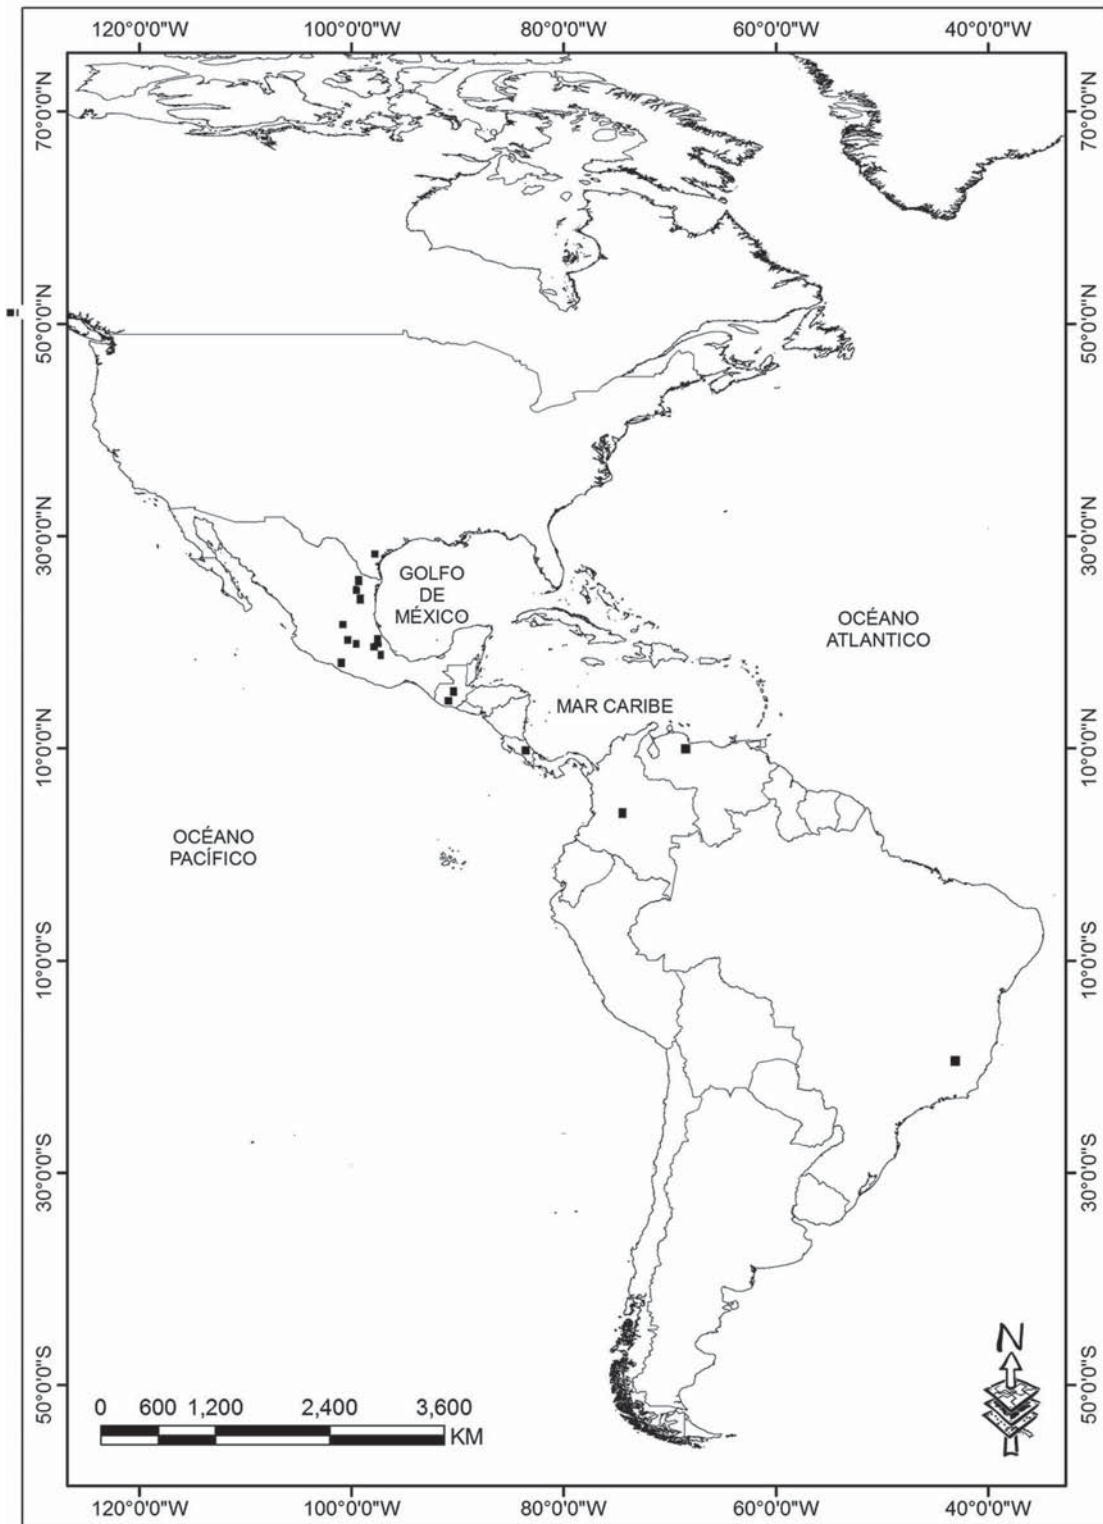 120°0'0"W 100°0'0"W 80°0'0"W 60°0'0"W 40°0'0"W
70°0'0"N 70°0'0"N
50°0'0"N 50°0'0"N
30°0'0"N 30°0'0"N
GOLFO
DE
MÉXICO
OCÉANO
ATLANTICO
MAR CARIBE
10°0'0"N 10°0'0"N
OCÉANO
PACÍFICO
10°0'0"S 10°0'0"S
30°0'0"S 30°0'0"S
N
50°0'0"S 50°0'0"S
0 600 1,200 2,400 3,600
KM
120°0'0"W 100°0'0"W 80°0'0"W 60°0'0"W 40°0'0"W